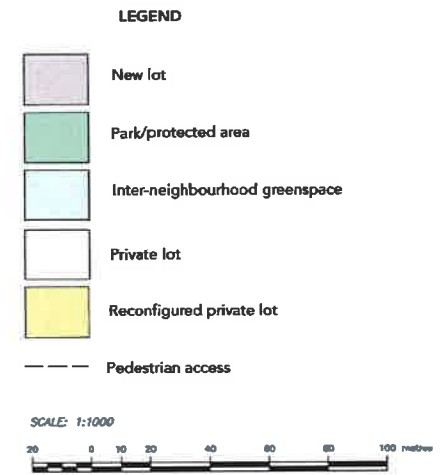 LEGEND
New lot
Park/protected area
Inter-neighbourhood greenspace
Private lot
Reconfigured private lot
Pedestrian access
SCALE: 1:1000
20 0 10 20 40 60 80 100 metres